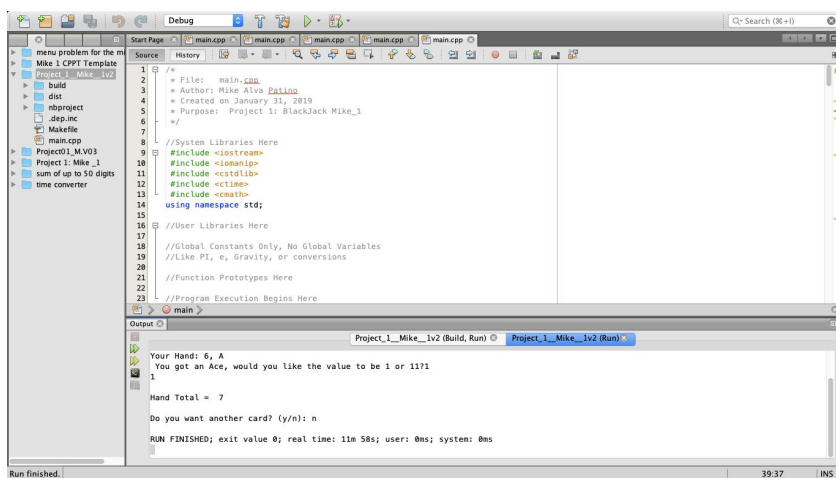 Debug
Search (⌘+I)
Start Page main.cpp main.cpp main.cpp main.cpp main.cpp main.cpp
Source History
menu problem for the mi
Mike 1 CPPT Template
Project_1__Mike__1v2
build
dist
nbproject
.dep.inc
Makefile
main.cpp
Project01_M.V03
Project 1: Mike _1
sum of up to 50 digits
time converter
1 /*
2 * File: main.cpp
3 * Author: Mike Alva Patino
4 * Created on January 31, 2019
5 * Purpose: Project 1: BlackJack Mike_1
6 */
7
8 //System Libraries Here
9 #include <iostream>
10 #include <iomanip>
11 #include <cstdlib>
12 #include <ctime>
13 #include <cmath>
14 using namespace std;
15
16 //User Libraries Here
17
18 //Global Constants Only, No Global Variables
19 //Like PI, e, Gravity, or conversions
20
21 //Function Prototypes Here
22
23 //Program Execution Begins Here
main
Output
Project_1__Mike__1v2 (Build, Run) Project_1__Mike__1v2 (Run)
Your Hand: 6, A
You got an Ace, would you like the value to be 1 or 11?1
1
Hand Total = 7
Do you want another card? (y/n): n
RUN FINISHED; exit value 0; real time: 11m 58s; user: 0ms; system: 0ms
Run finished. 39:37 INS